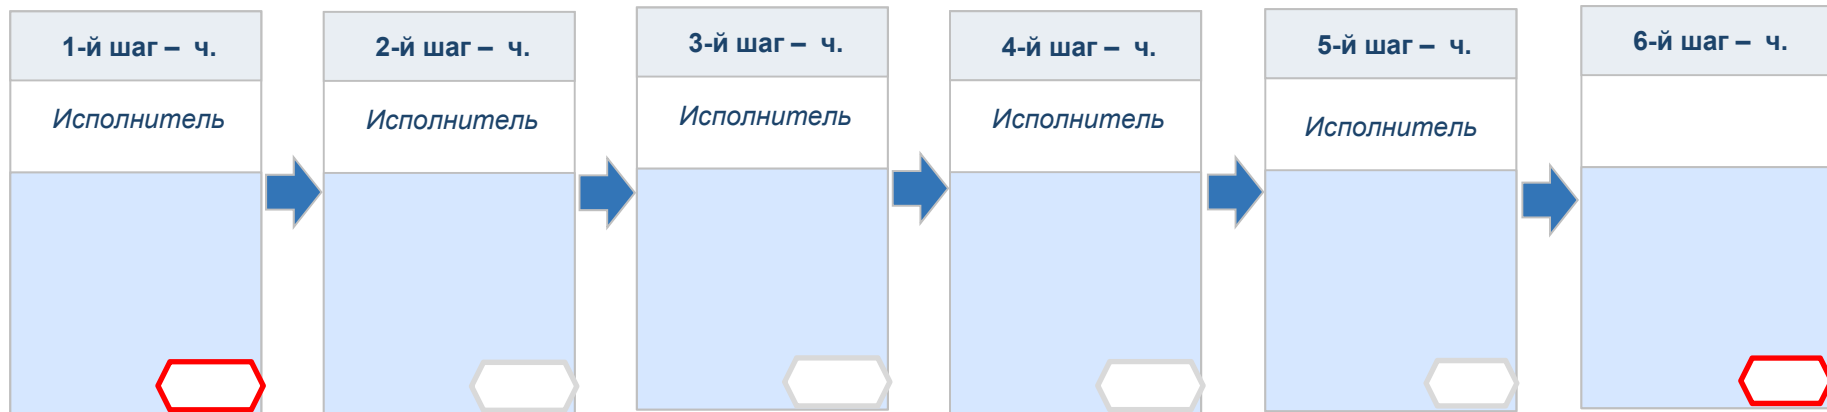 1-й шаг – ч.
Исполнитель
2-й шаг – ч.
Исполнитель
3-й шаг – ч.
Исполнитель
4-й шаг – ч.
Исполнитель
5-й шаг – ч.
Исполнитель
6-й шаг – ч.